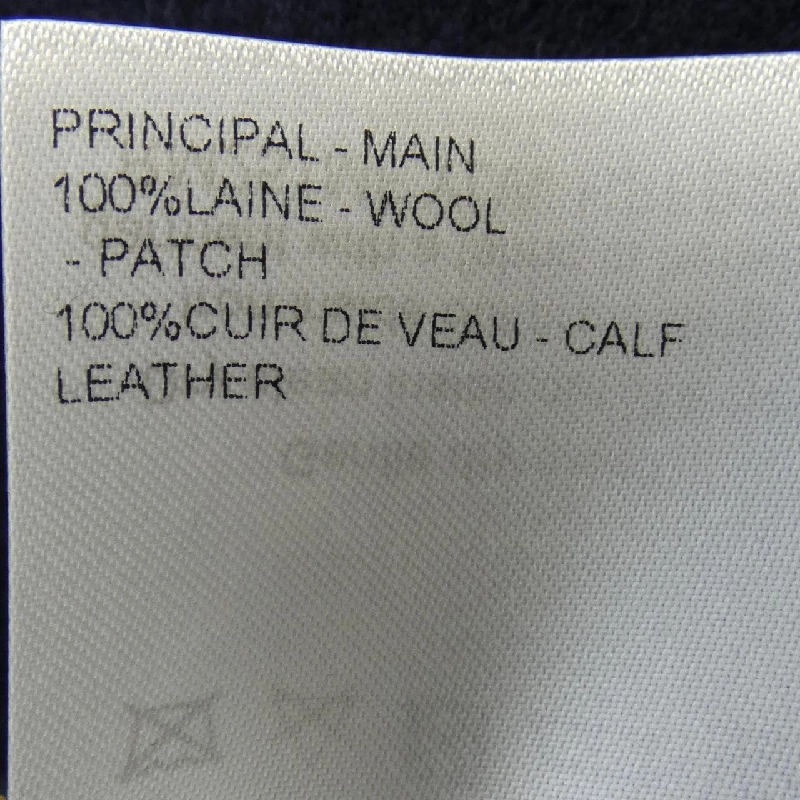 PRINCIPAL - MAIN
100%LAINE - WOOL
- PATCH
100%CUIR DE VEAU - CALF
LEATHER